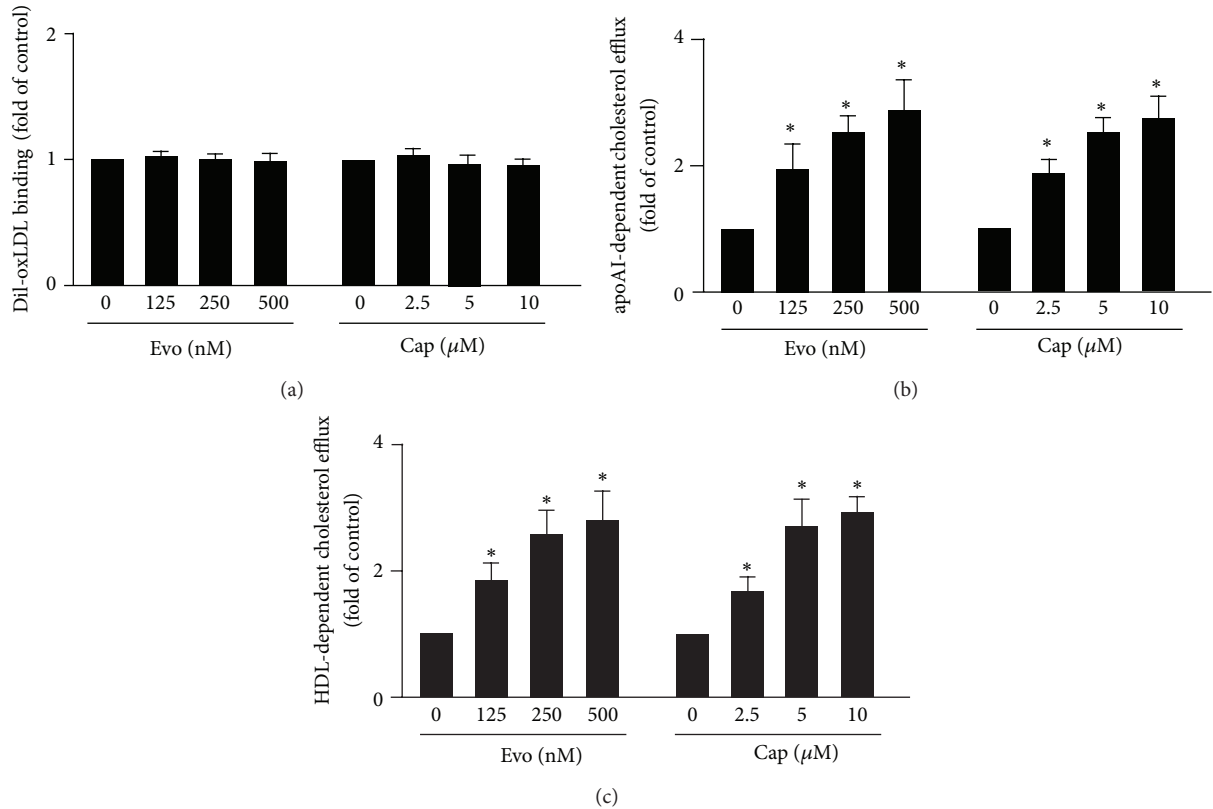 Dil-oxLDL binding (fold of control)
2
1
0
0 125 250 500 0 2.5 5 10
Evo (nM) Cap (μM)
(a)
apoAI-dependent cholesterol efflux
(fold of control)
4
2
0
* * * * * *
0 125 250 500 0 2.5 5 10
Evo (nM) Cap (μM)
(b)
HDL-dependent cholesterol efflux
(fold of control)
4
2
0
* * * * * *
0 125 250 500 0 2.5 5 10
Evo (nM) Cap (μM)
(c)